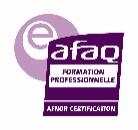 e
afaq
FORMATION
PROFESSIONNELLE
AFNOR CERTIFICATION